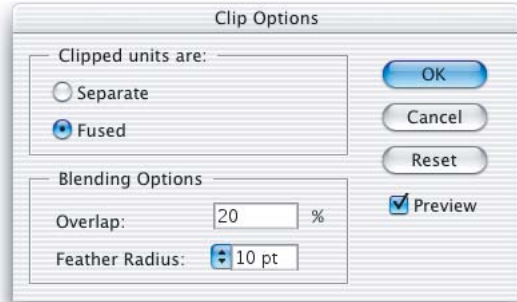 Clip Options
Clipped units are:
Separate
Fused
Blending Options
Overlap: 20 %
Feather Radius: 10 pt
OK
Cancel
Reset
Preview